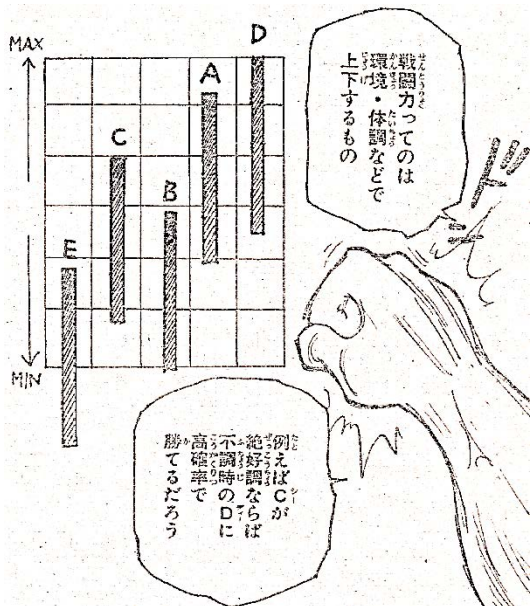 戦闘力ってのは
環境・体調などで
上下するもの
MAX
D
A
C
B
E
MIN
例えばCが
絶好調ならば
不調時のDに
高確率で
勝てるだろう